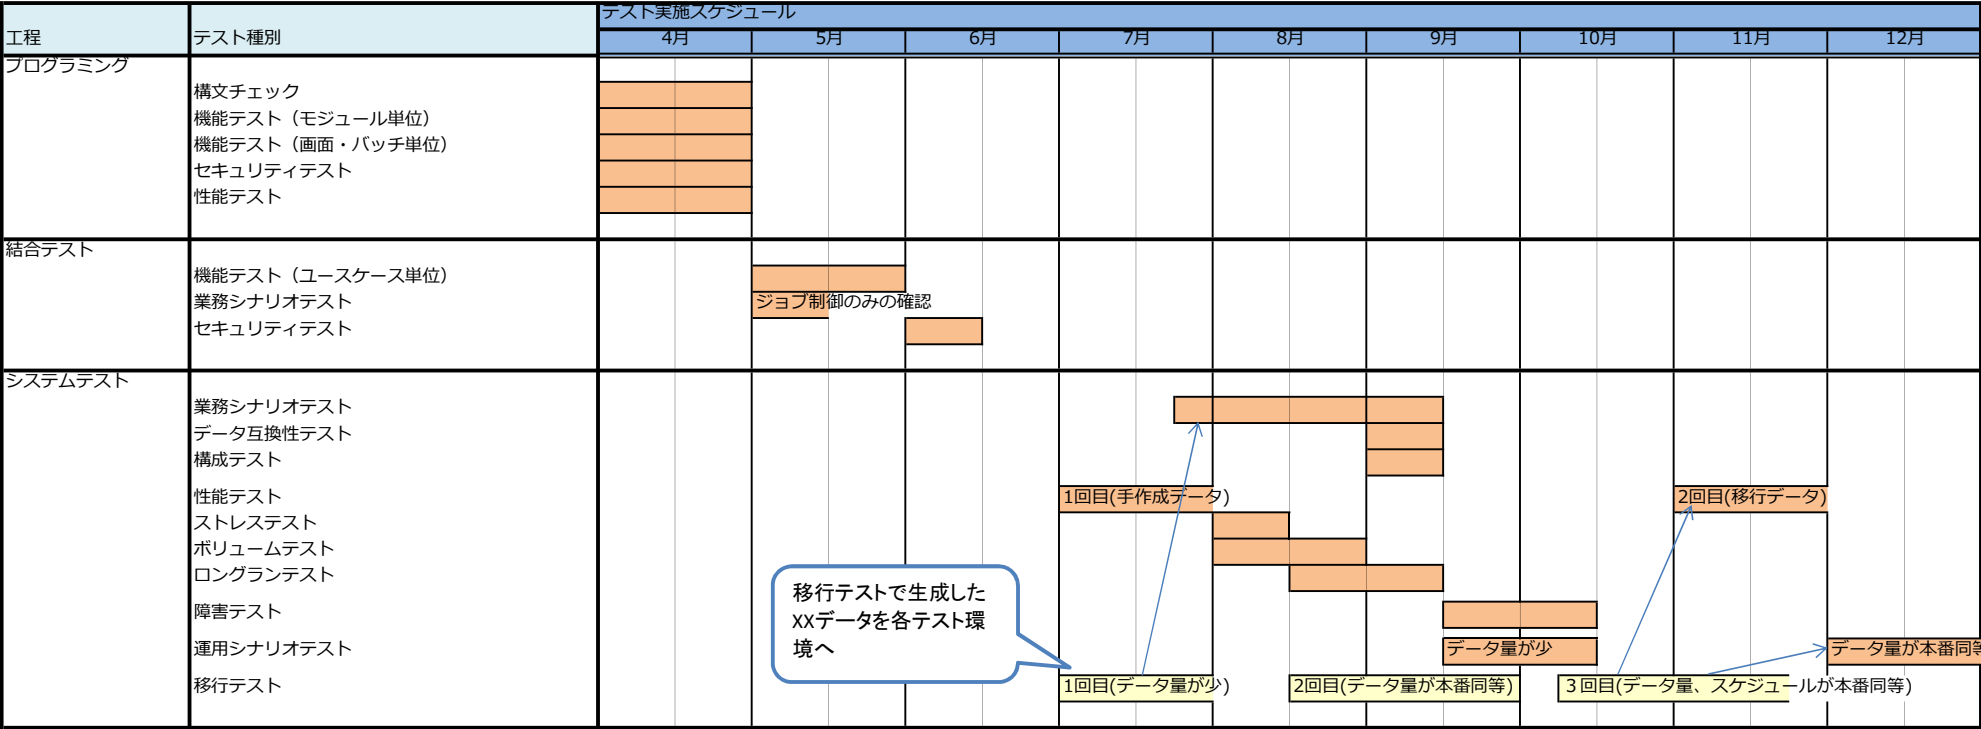 テスト実施スケジュール
工程
テスト種別
4月
5月
6月
7月
8月
9月
10月
11月
12月
プログラミング
構文チェック
機能テスト（モジュール単位）
機能テスト（画面・バッチ単位）
セキュリティテスト
性能テスト
結合テスト
機能テスト（ユースケース単位）
業務シナリオテスト
ジョブ制御のみの確認
セキュリティテスト
システムテスト
業務シナリオテスト
データ互換性テスト
構成テスト
性能テスト
1回目(手作成データ)
2回目(移行データ)
ストレステスト
ボリュームテスト
ロングランテスト
移行テストで生成した
XXデータを各テスト環
境へ
障害テスト
運用シナリオテスト
データ量が少
データ量が本番同等
移行テスト
1回目(データ量が少)
2回目(データ量が本番同等)
３回目(データ量、スケジュールが本番同等)